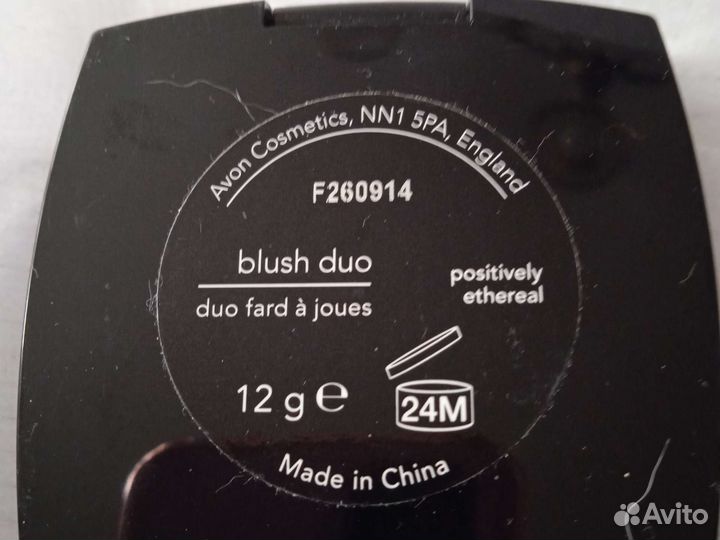 Avon Cosmetics, NN1 5PA, England
F260914
blush duo
duo fard à joues
positively
ethereal
12 g e
24M
Made in China
Avito